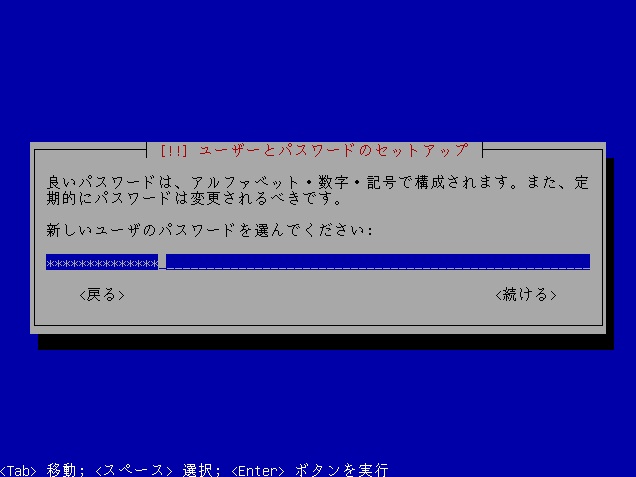 [!!] ユーザーとパスワードのセットアップ
良いパスワードは、アルファベット・数字・記号で構成されます。また、定
期的にパスワードは変更されるべきです。
新しいユーザのパスワードを選んでください:
**************
<戻る> <続ける>
<Tab> 移動; <スペース> 選択; <Enter> ボタンを実行